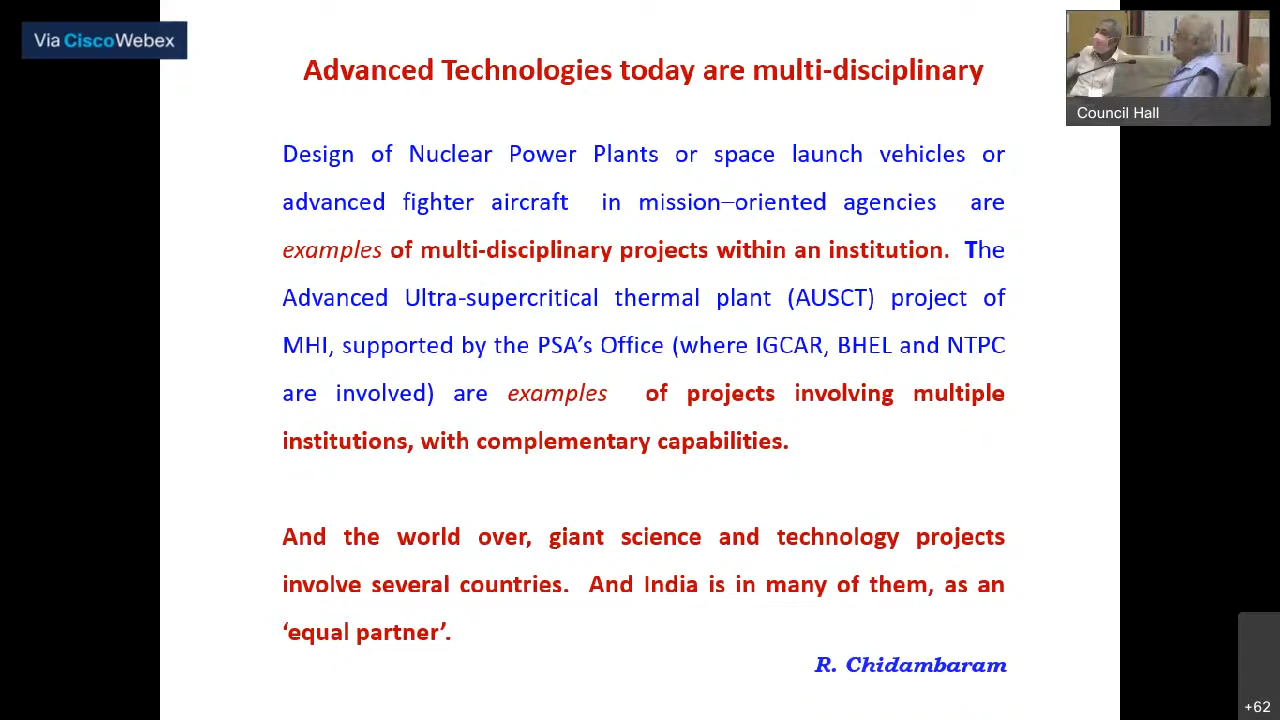 Via CiscoWebex
Advanced Technologies today are multi-disciplinary
Council Hall
Design of Nuclear Power Plants or space launch vehicles or
advanced fighter aircraft in mission–oriented agencies are
examples of multi-disciplinary projects within an institution. The
Advanced Ultra-supercritical thermal plant (AUSCT) project of
MHI, supported by the PSA’s Office (where IGCAR, BHEL and NTPC
are involved) are examples of projects involving multiple
institutions, with complementary capabilities.
And the world over, giant science and technology projects
involve several countries. And India is in many of them, as an
‘equal partner’.
R. Chidambaram
+62